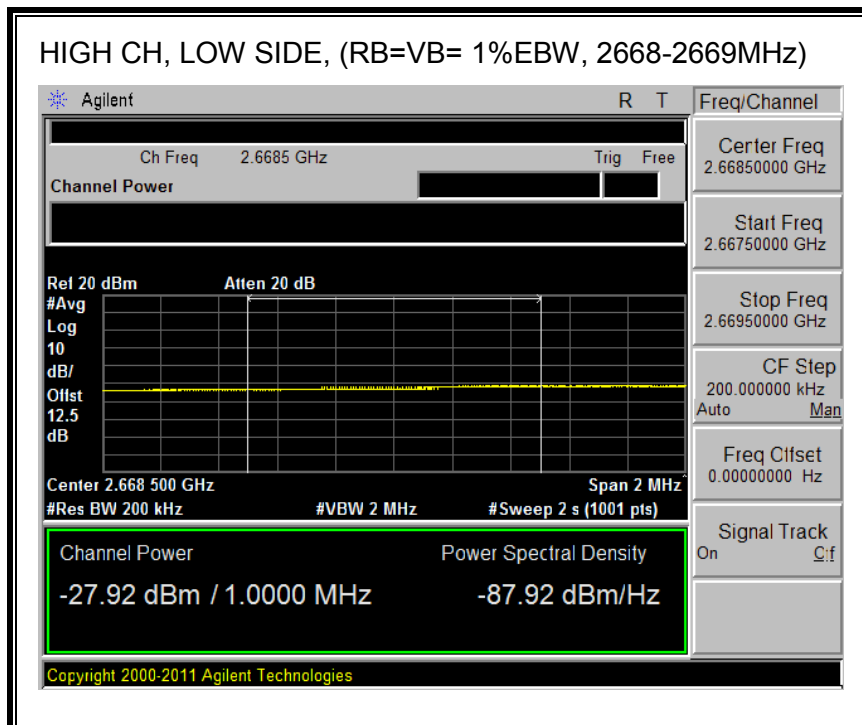 HIGH CH, LOW SIDE, (RB=VB= 1%EBW, 2668-2669MHz)
Agilent R T Freq/Channel
Ch Freq 2.6685 GHz Trig Free
Channel Power
Center Freq
2.66850000 GHz
Start Freq
2.66750000 GHz
Stop Freq
2.66950000 GHz
CF Step
200.000000 kHz
Auto Man
Freq Offset
0.00000000 Hz
Signal Track
On Off
Ref 20 dBm Atten 20 dB
#Avg
Log
10
dB/
Offst
12.5
dB
Center 2.668 500 GHz Span 2 MHz
#Res BW 200 kHz #VBW 2 MHz #Sweep 2 s (1001 pts)
Channel Power Power Spectral Density
-27.92 dBm / 1.0000 MHz -87.92 dBm/Hz
Copyright 2000-2011 Agilent Technologies